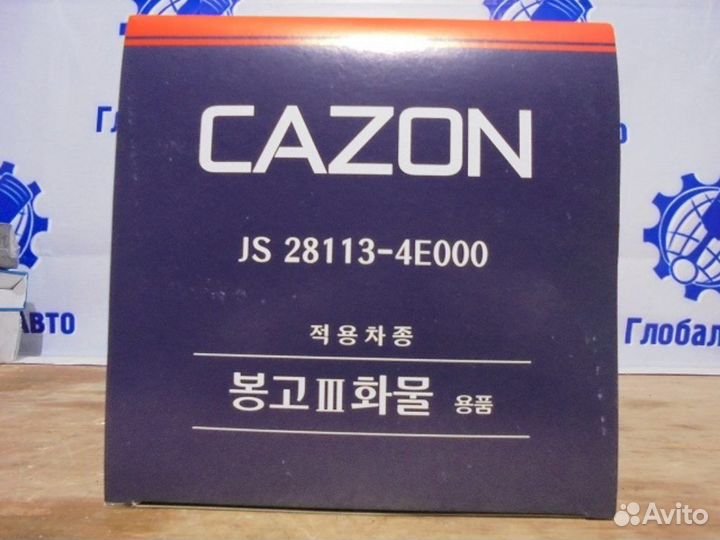 CAZON
JS 28113-4E000
적용차종
봉고Ⅲ화물 용품
Гл
АВТО
Глобал
Avito